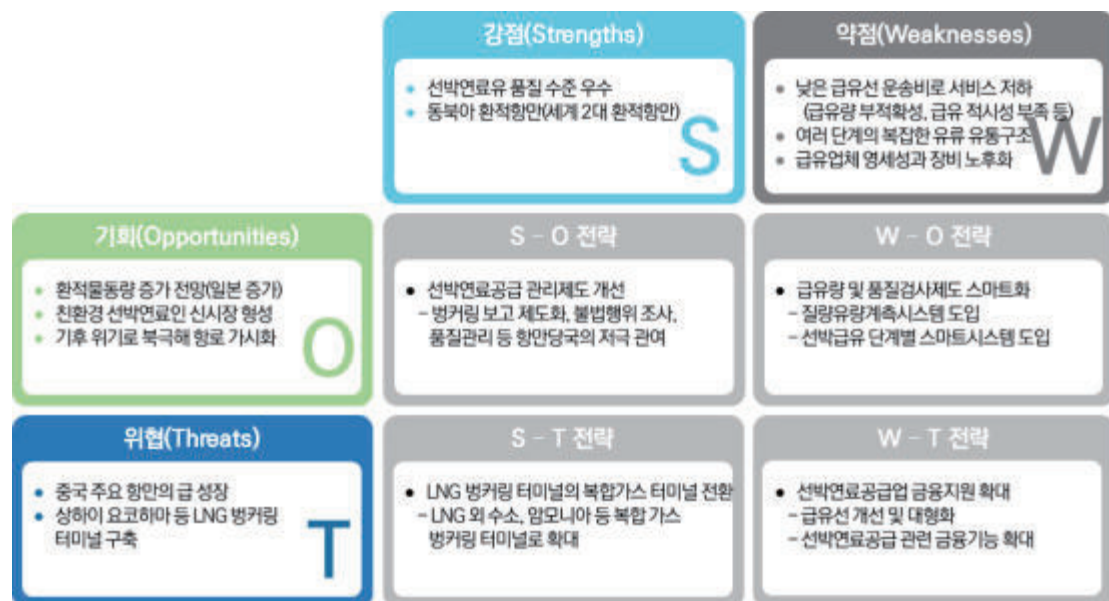 강점(Strengths)
• 선박연료유 품질 수준 우수
• 동북아 환적항만(세계 2대 환적항만)
S
약점(Weaknesses)
• 낮은 급유선 운송비로 서비스 저하
(급유량 부적확성, 급유 적시성 부족 등)
• 여러 단계의 복잡한 유류 유통구조
• 급유업체 영세성과 장비 노후화
W
기회(Opportunities)
• 환적물동량 증가 전망(일본 증가)
• 친환경 선박연료인 신시장 형성
• 기후 위기로 북극해 항로 가시화
O
S - O 전략
• 선박연료공급 관리제도 개선
- 벙커링 보고 제도화, 불법행위 조사,
품질관리 등 항만당국의 저극 관여
W - O 전략
• 급유량 및 품질검사제도 스마트화
- 질량유량계측시스템 도입
- 선박급유 단계별 스마트시스템 도입
위협(Threats)
• 중국 주요 항만의 급 성장
• 상하이 요코하마 등 LNG 벙커링
터미널 구축
T
S - T 전략
• LNG 벙커링 터미널의 복합가스 터미널 전환
- LNG 외 수소, 암모니아 등 복합 가스
벙커링 터미널로 확대
W - T 전략
• 선박연료공급업 금융지원 확대
- 급유선 개선 및 대형화
- 선박연료공급 관련 금융기능 확대